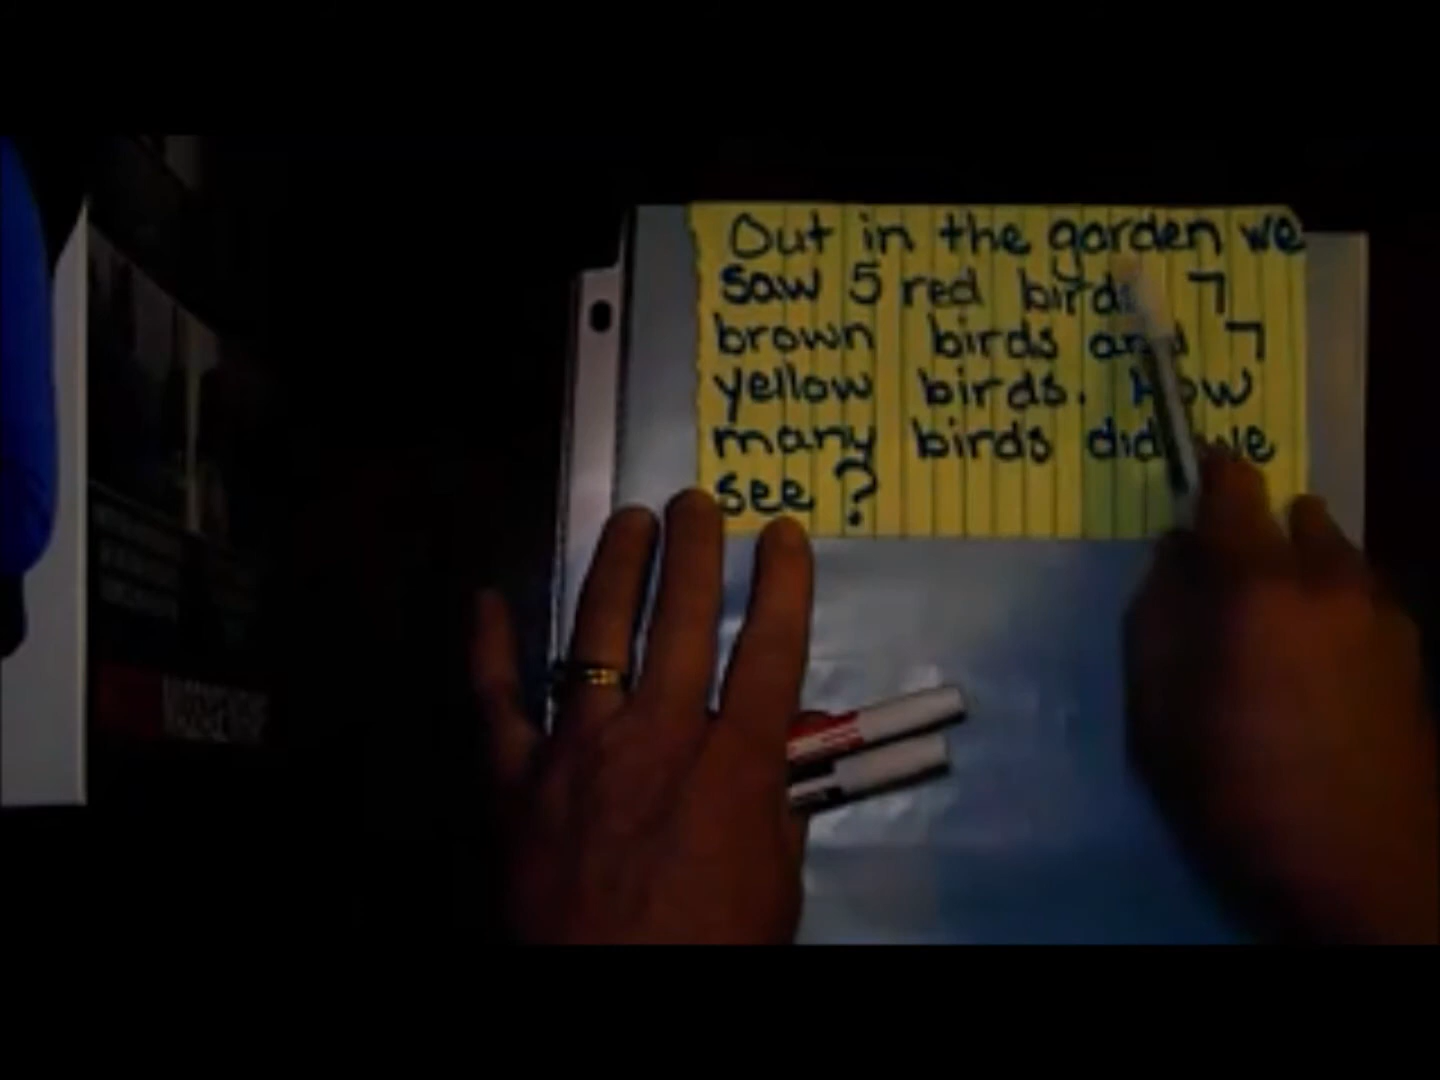 Out in the garden we
saw 5 red birds 7
brown birds and 7
yellow birds. How
many birds did we
see?